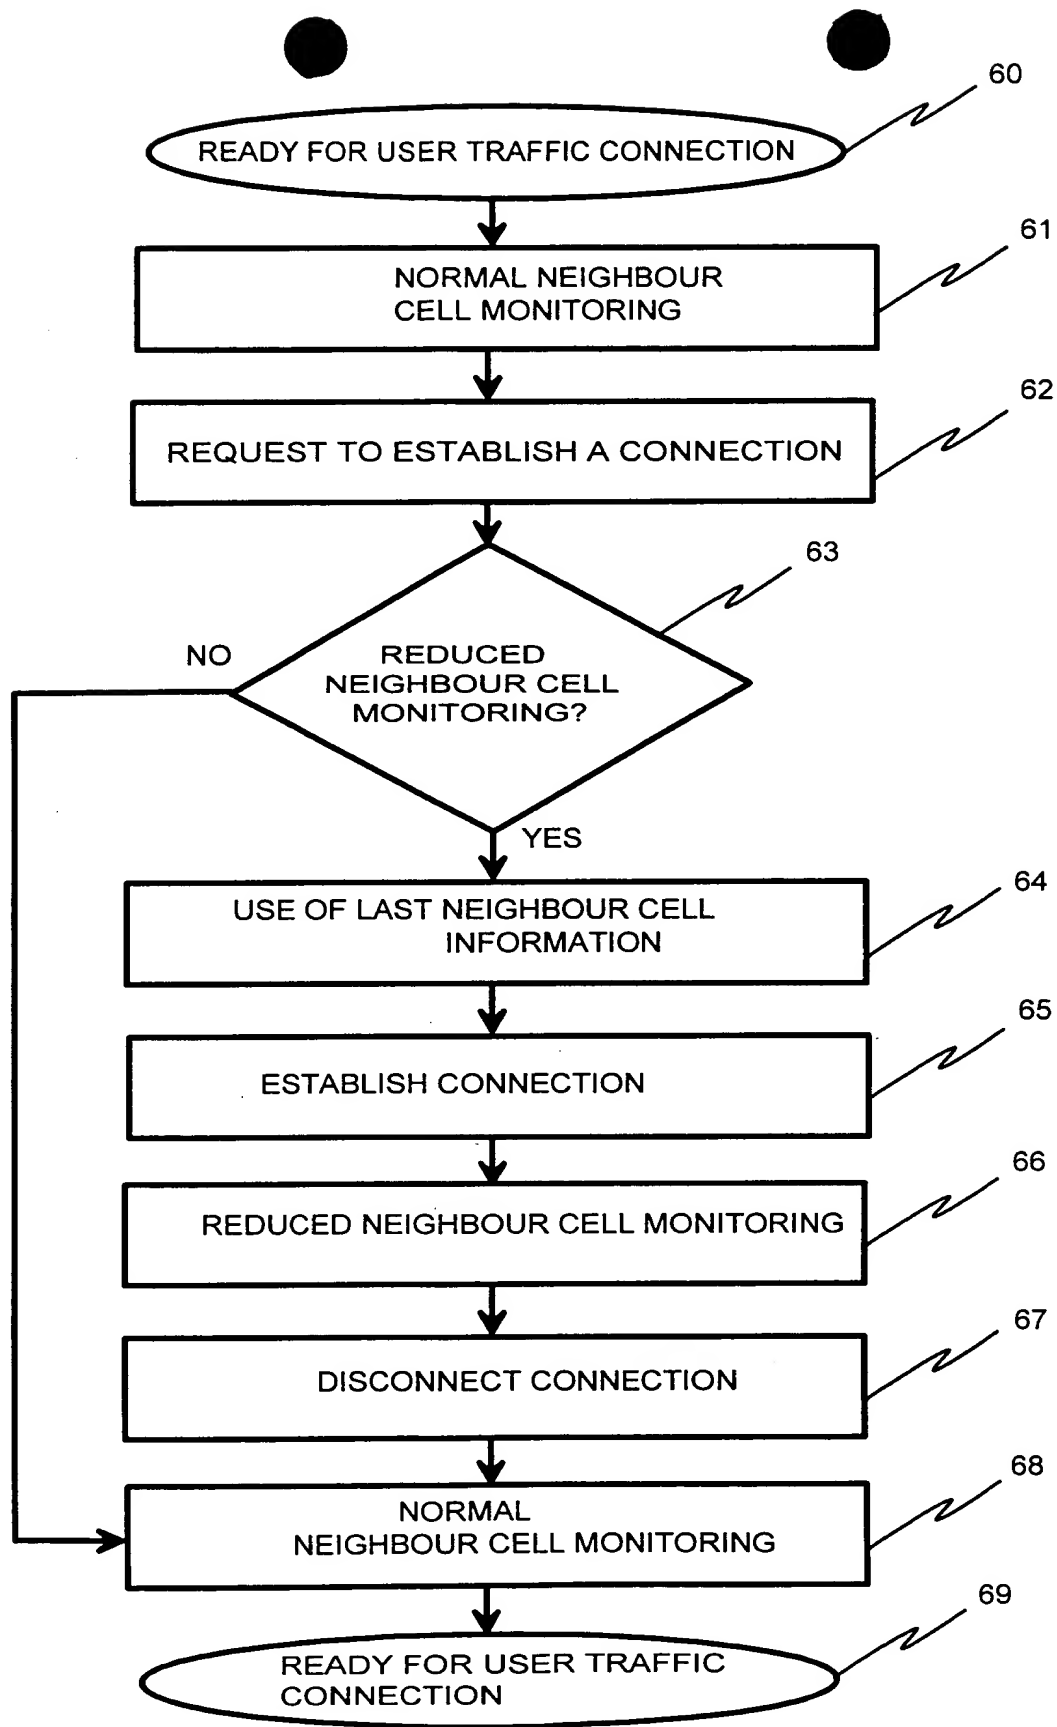 60
READY FOR USER TRAFFIC CONNECTION
61
NORMAL NEIGHBOUR
CELL MONITORING
62
REQUEST TO ESTABLISH A CONNECTION
63
NO
REDUCED
NEIGHBOUR CELL
MONITORING?
YES
64
USE OF LAST NEIGHBOUR CELL
INFORMATION
65
ESTABLISH CONNECTION
66
REDUCED NEIGHBOUR CELL MONITORING
67
DISCONNECT CONNECTION
68
NORMAL
NEIGHBOUR CELL MONITORING
69
READY FOR USER TRAFFIC
CONNECTION